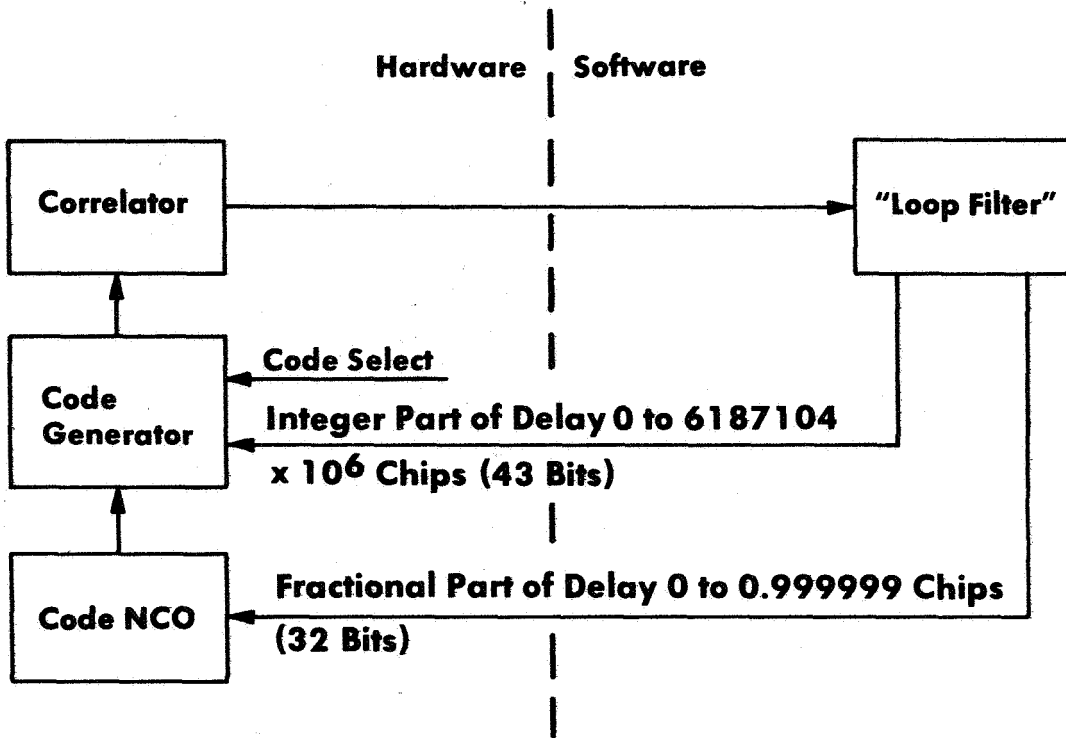 Hardware
Software
Correlator
"Loop Filter"
Code Select
Code
Generator
Integer Part of Delay 0 to 6187104
x 10⁶ Chips (43 Bits)
Fractional Part of Delay 0 to 0.999999 Chips
(32 Bits)
Code NCO